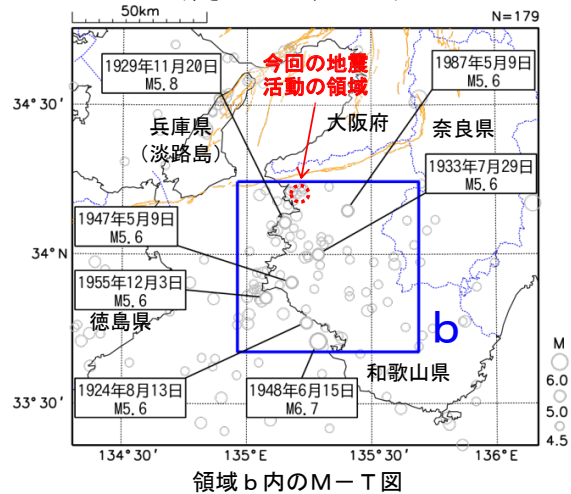 50km
N=179
1929年11月20日
M5.8
今回の地震
活動の領域
1987年5月9日
M5.6
34°30′
兵庫県
(淡路島)
大阪府
奈良県
1933年7月29日
M5.6
1947年5月9日
M5.6
34°N
1955年12月3日
M5.6
徳島県
b
和歌山県
1924年8月13日
M5.6
1948年6月15日
M6.7
33°30′
M
6.0
5.0
4.5
134°30′
135°E
135°30′
136°E
領域b内のM-T図